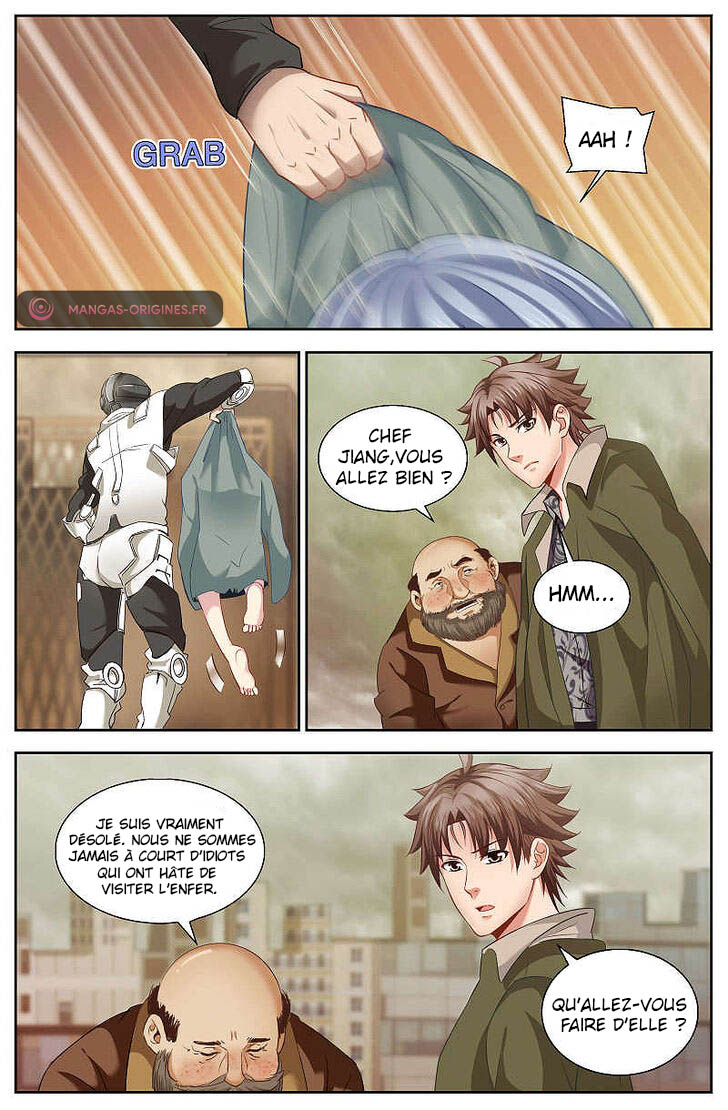 GRAB
AAH !
MANGAS-ORIGINES.FR
CHEF
JIANG,VOUS
ALLEZ BIEN ?
HMM...
JE SUIS VRAIMENT
DÉSOLÉ. NOUS NE SOMMES
JAMAIS À COURT D'IDIOTS
QUI ONT HÂTE DE
VISITER L'ENFER.
QU'ALLEZ-VOUS
FAIRE D'ELLE ?